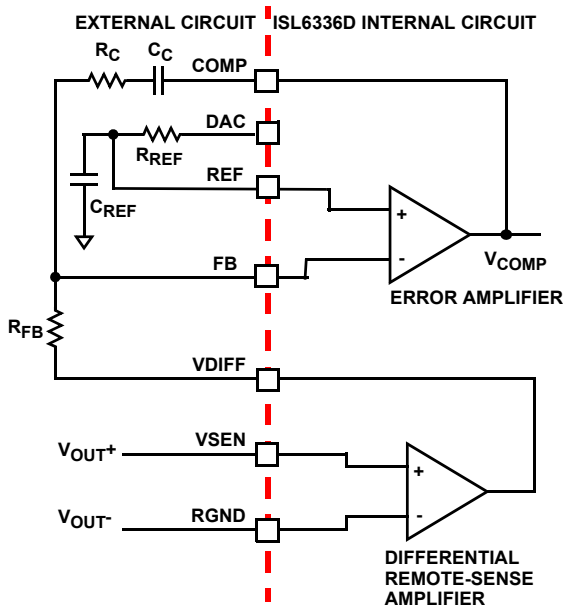 EXTERNAL CIRCUIT
ISL6336D INTERNAL CIRCUIT
RC
CC
COMP
DAC
RREF
REF
CREF
+
-
VCOMP
FB
ERROR AMPLIFIER
RFB
VDIFF
VOUT+
VSEN
+
VOUT-
RGND
-
DIFFERENTIAL
REMOTE-SENSE
AMPLIFIER